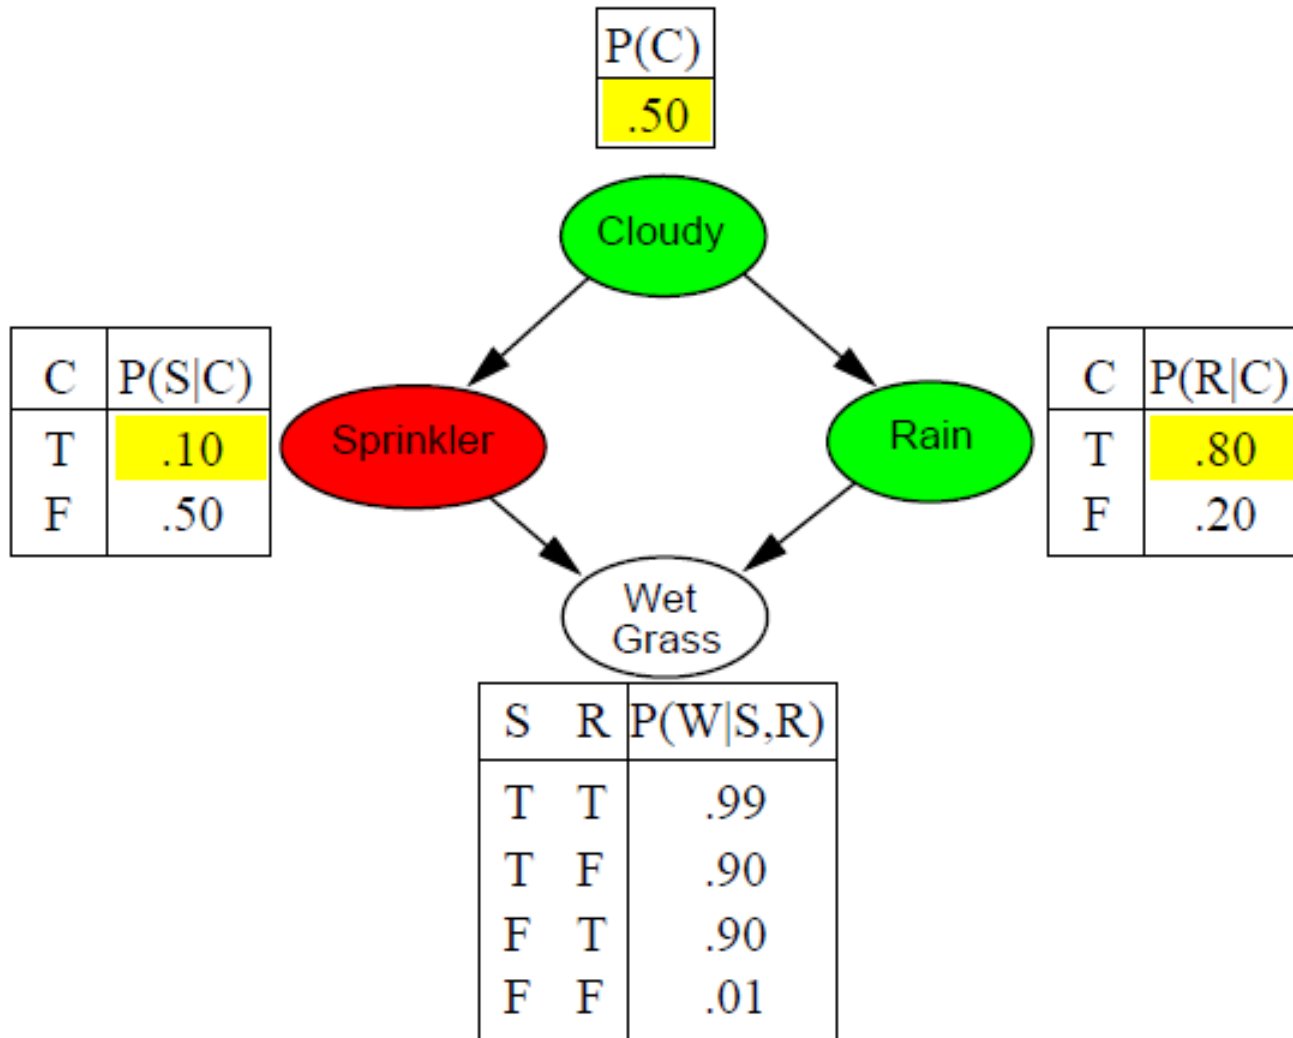 P(C)
.50
Cloudy
C P(S|C)
T .10
F .50
Sprinkler
Rain
C P(R|C)
T .80
F .20
Wet
Grass
S R P(W|S,R)
T T .99
T F .90
F T .90
F F .01